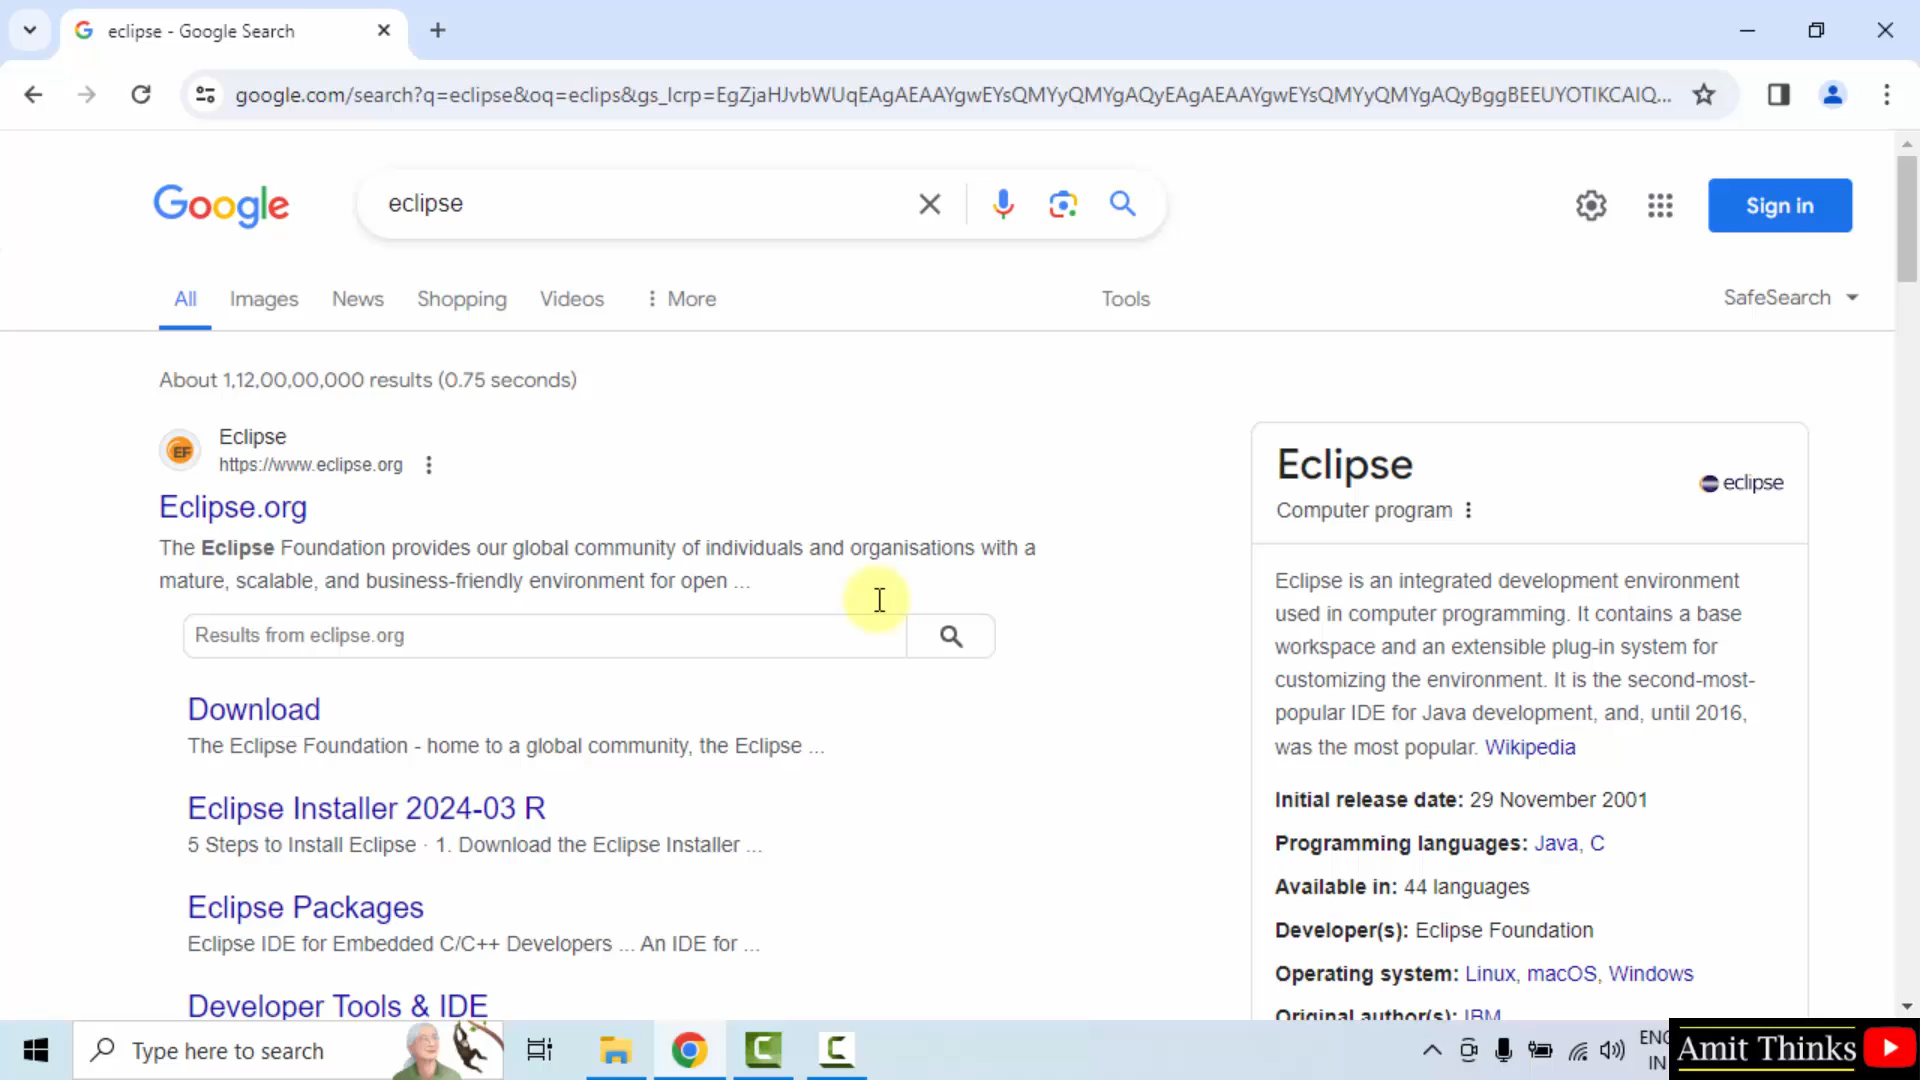 eclipse - Google Search
google.com/search?q=eclipse&oq=eclips&gs_lcrp=EgZjaHJvbWUqEAgAEAAYgwEYsQMYyQMYgAQyEAgAEAAYgwEYsQMYyQMYgAQyBggBEEUYOTIKCAIQ...
Google
eclipse
Sign in
All
Images
News
Shopping
Videos
More
Tools
SafeSearch
About 1,12,00,00,000 results (0.75 seconds)
EF
Eclipse
https://www.eclipse.org
Eclipse.org
The Eclipse Foundation provides our global community of individuals and organisations with a
mature, scalable, and business-friendly environment for open ...
Results from eclipse.org
Download
The Eclipse Foundation - home to a global community, the Eclipse ...
Eclipse Installer 2024-03 R
5 Steps to Install Eclipse · 1. Download the Eclipse Installer ...
Eclipse Packages
Eclipse IDE for Embedded C/C++ Developers ... An IDE for ...
Developer Tools & IDE
Eclipse
eclipse
Computer program
Eclipse is an integrated development environment
used in computer programming. It contains a base
workspace and an extensible plug-in system for
customizing the environment. It is the second-most-
popular IDE for Java development, and, until 2016,
was the most popular. Wikipedia
Initial release date: 29 November 2001
Programming languages: Java, C
Available in: 44 languages
Developer(s): Eclipse Foundation
Operating system: Linux, macOS, Windows
Original author(s): IBM
Type here to search
ENG
IN
Amit Thinks